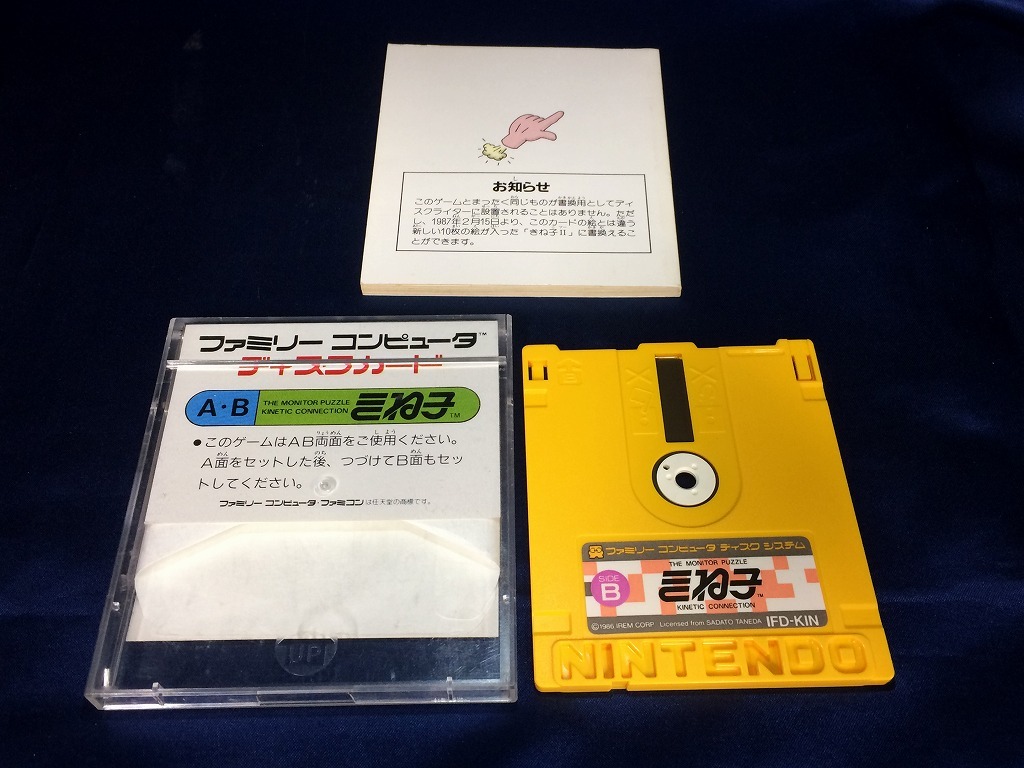 お知らせ
このゲームとまったく同じものが書換用としてディ
スクライターに設置されることはありません。ただ
し、1987年2月15日より、このカードの絵とは違う
新しい10枚の絵が入った「きね子II」に書換えるこ
とができます。
ファミリー コンピュータ™
ディスクカード
A・B
THE MONITOR PUZZLE
KINETIC CONNECTION
きね子™
●このゲームはAB両面をご使用ください。
A面をセットした後、つづけてB面もセッ
トしてください。
ファミリー コンピュータ・ファミコンは任天堂の商標です。
UP
ファミリー コンピュータ ディスク システム
THE MONITOR PUZZLE
SIDE
B
きね子™
KINETIC CONNECTION
©1986 IREM CORP Licensed from SADATO TANEDA IFD-KIN
NINTENDO